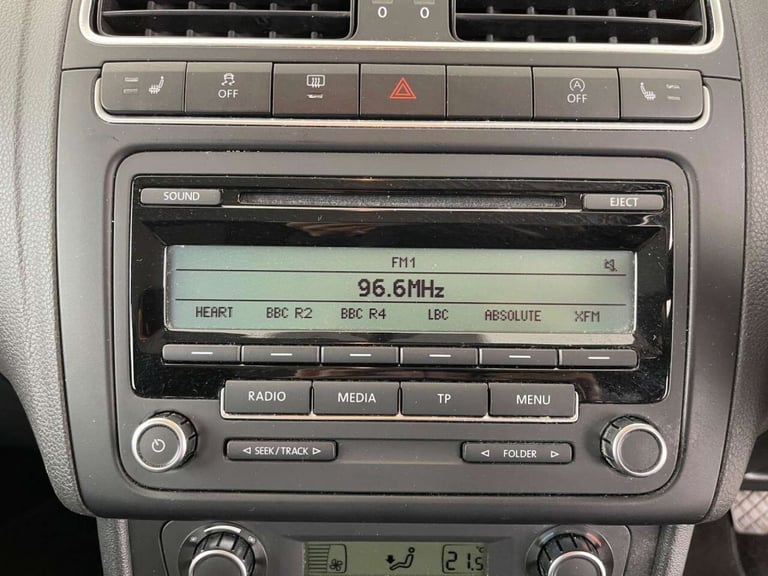 0 0
OFF
A
OFF
SOUND
EJECT
FM1
96.6MHz
HEART BBC R2 BBC R4 LBC ABSOLUTE XFM
RADIO MEDIA TP MENU
SEEK/TRACK FOLDER
21.5°C